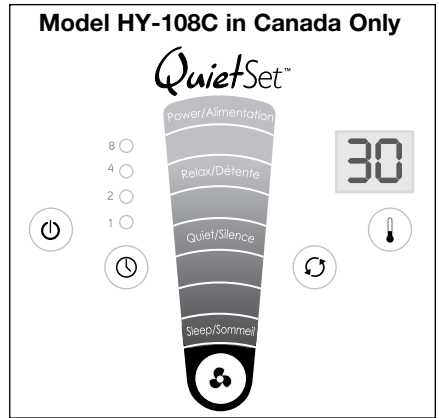 Model HY-108C in Canada Only
QuietSet™
Power/Alimentation
8
4
Relax/Détente
30
2
1
Quiet/Silence
Sleep/Sommeil